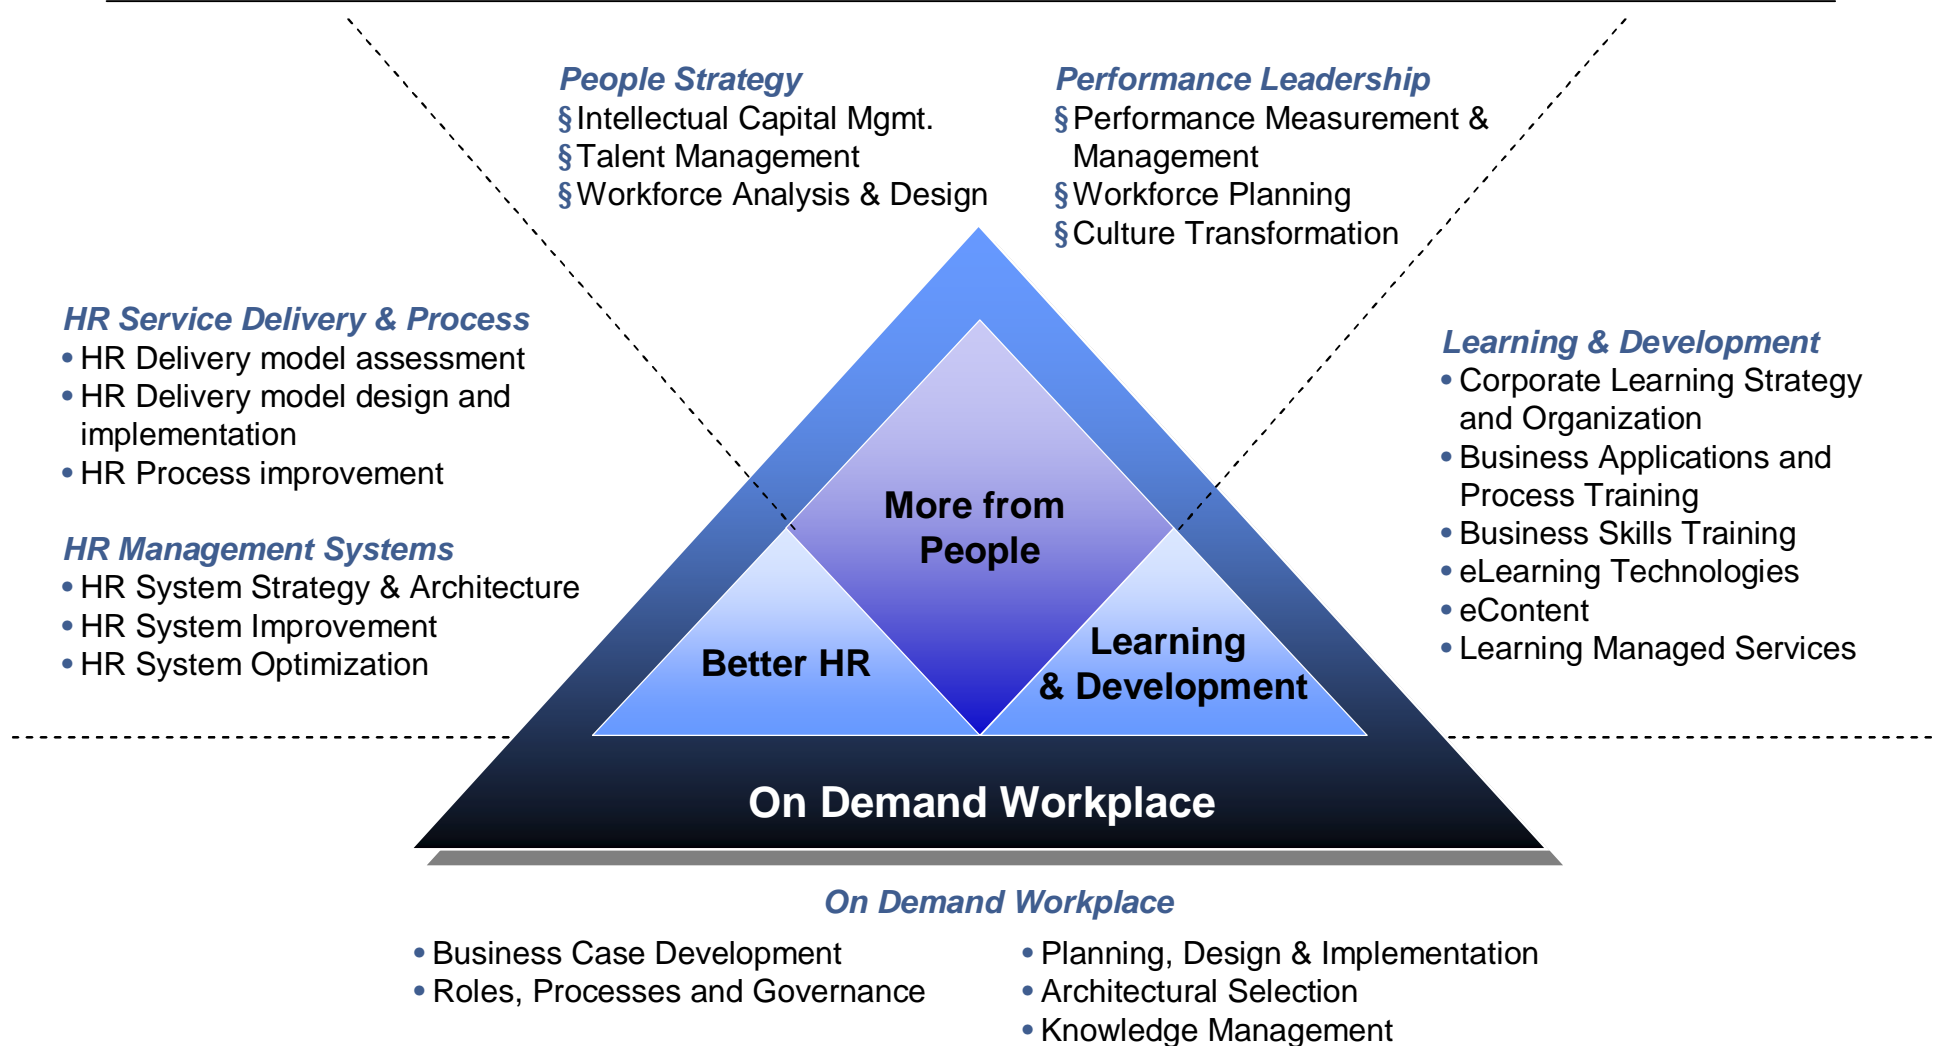 People Strategy
§ Intellectual Capital Mgmt.
§ Talent Management
§ Workforce Analysis & Design
Performance Leadership
§ Performance Measurement &
Management
§ Workforce Planning
§ Culture Transformation
HR Service Delivery & Process
• HR Delivery model assessment
• HR Delivery model design and
implementation
• HR Process improvement
HR Management Systems
• HR System Strategy & Architecture
• HR System Improvement
• HR System Optimization
More from
People
Better HR
Learning
& Development
On Demand Workplace
Learning & Development
• Corporate Learning Strategy
and Organization
• Business Applications and
Process Training
• Business Skills Training
• eLearning Technologies
• eContent
• Learning Managed Services
On Demand Workplace
• Business Case Development
• Roles, Processes and Governance
• Planning, Design & Implementation
• Architectural Selection
• Knowledge Management